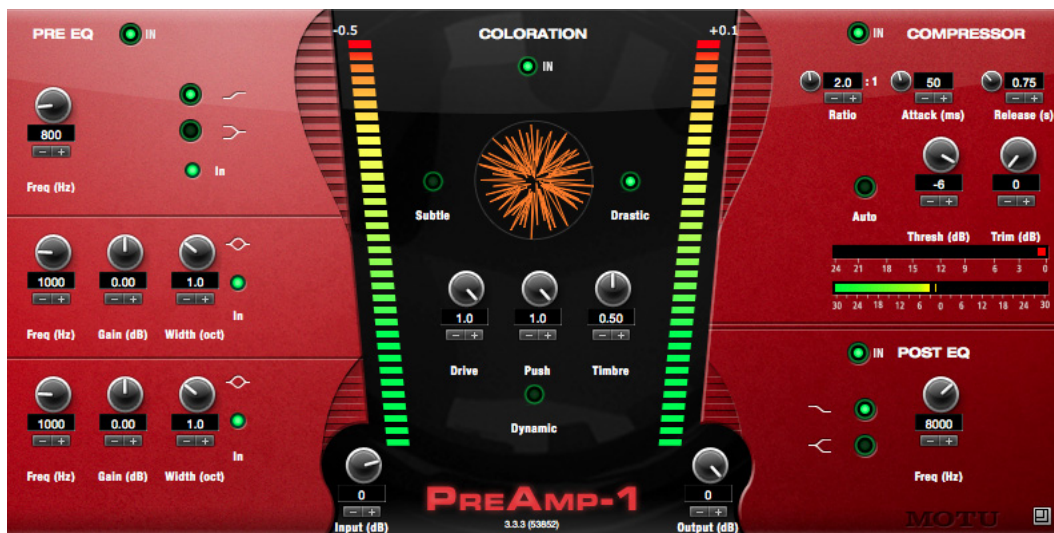 PRE EQ IN
800
- +
Freq (Hz)
In
1000 0.00 1.0
- + - + - +
In
Freq (Hz) Gain (dB) Width (oct)
1000 0.00 1.0
- + - + - +
In
Freq (Hz) Gain (dB) Width (oct)
-0.5 COLORATION +0.1
IN
Subtle Drastic
1.0 1.0 0.50
- + - + - +
Drive Push Timbre
Dynamic
0 0
- + - +
Input (dB) Output (dB)
PREAMP-1
3.3.3 (53852)
IN COMPRESSOR
2.0 :1 50 0.75
- + - + - +
Ratio Attack (ms) Release (s)
-6 0
- + - +
Auto
Thresh (dB) Trim (dB)
24 21 18 15 12 9 6 3 0
30 24 18 12 6 0 6 12 18 24 30
IN POST EQ
8000
- +
Freq (Hz)
MOTU